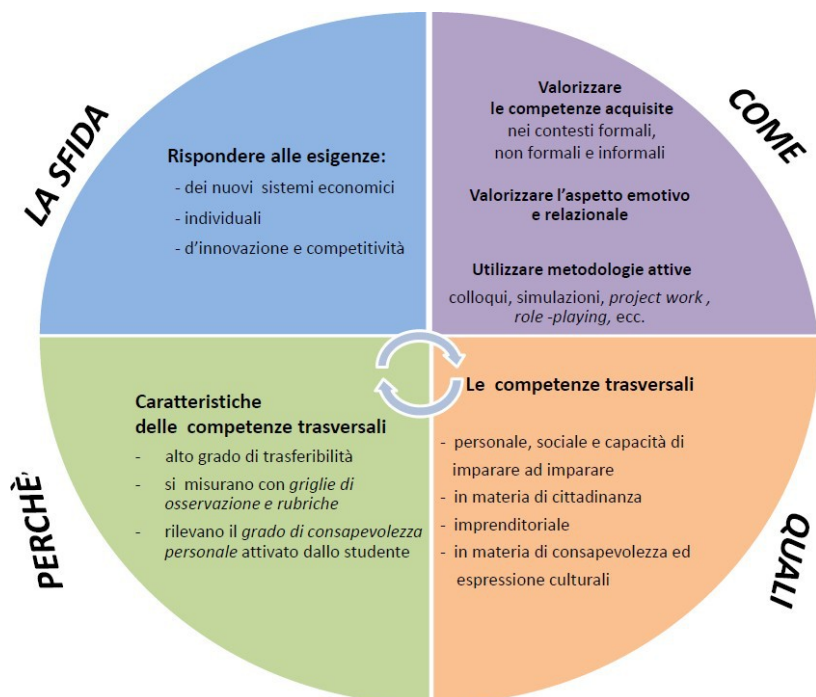 LA SFIDA
Rispondere alle esigenze:
- dei nuovi sistemi economici
- individuali
- d'innovazione e competitività
COME
Valorizzare
le competenze acquisite
nei contesti formali,
non formali e informali
Valorizzare l'aspetto emotivo
e relazionale
Utilizzare metodologie attive
colloqui, simulazioni, project work ,
role -playing, ecc.
PERCHÈ,
Caratteristiche
delle competenze trasversali
- alto grado di trasferibilità
- si misurano con griglie di
osservazione e rubriche
- rilevano il grado di consapevolezza
personale attivato dallo studente
QUALI
Le competenze trasversali
- personale, sociale e capacità di
imparare ad imparare
- in materia di cittadinanza
- imprenditoriale
- in materia di consapevolezza ed
espressione culturali